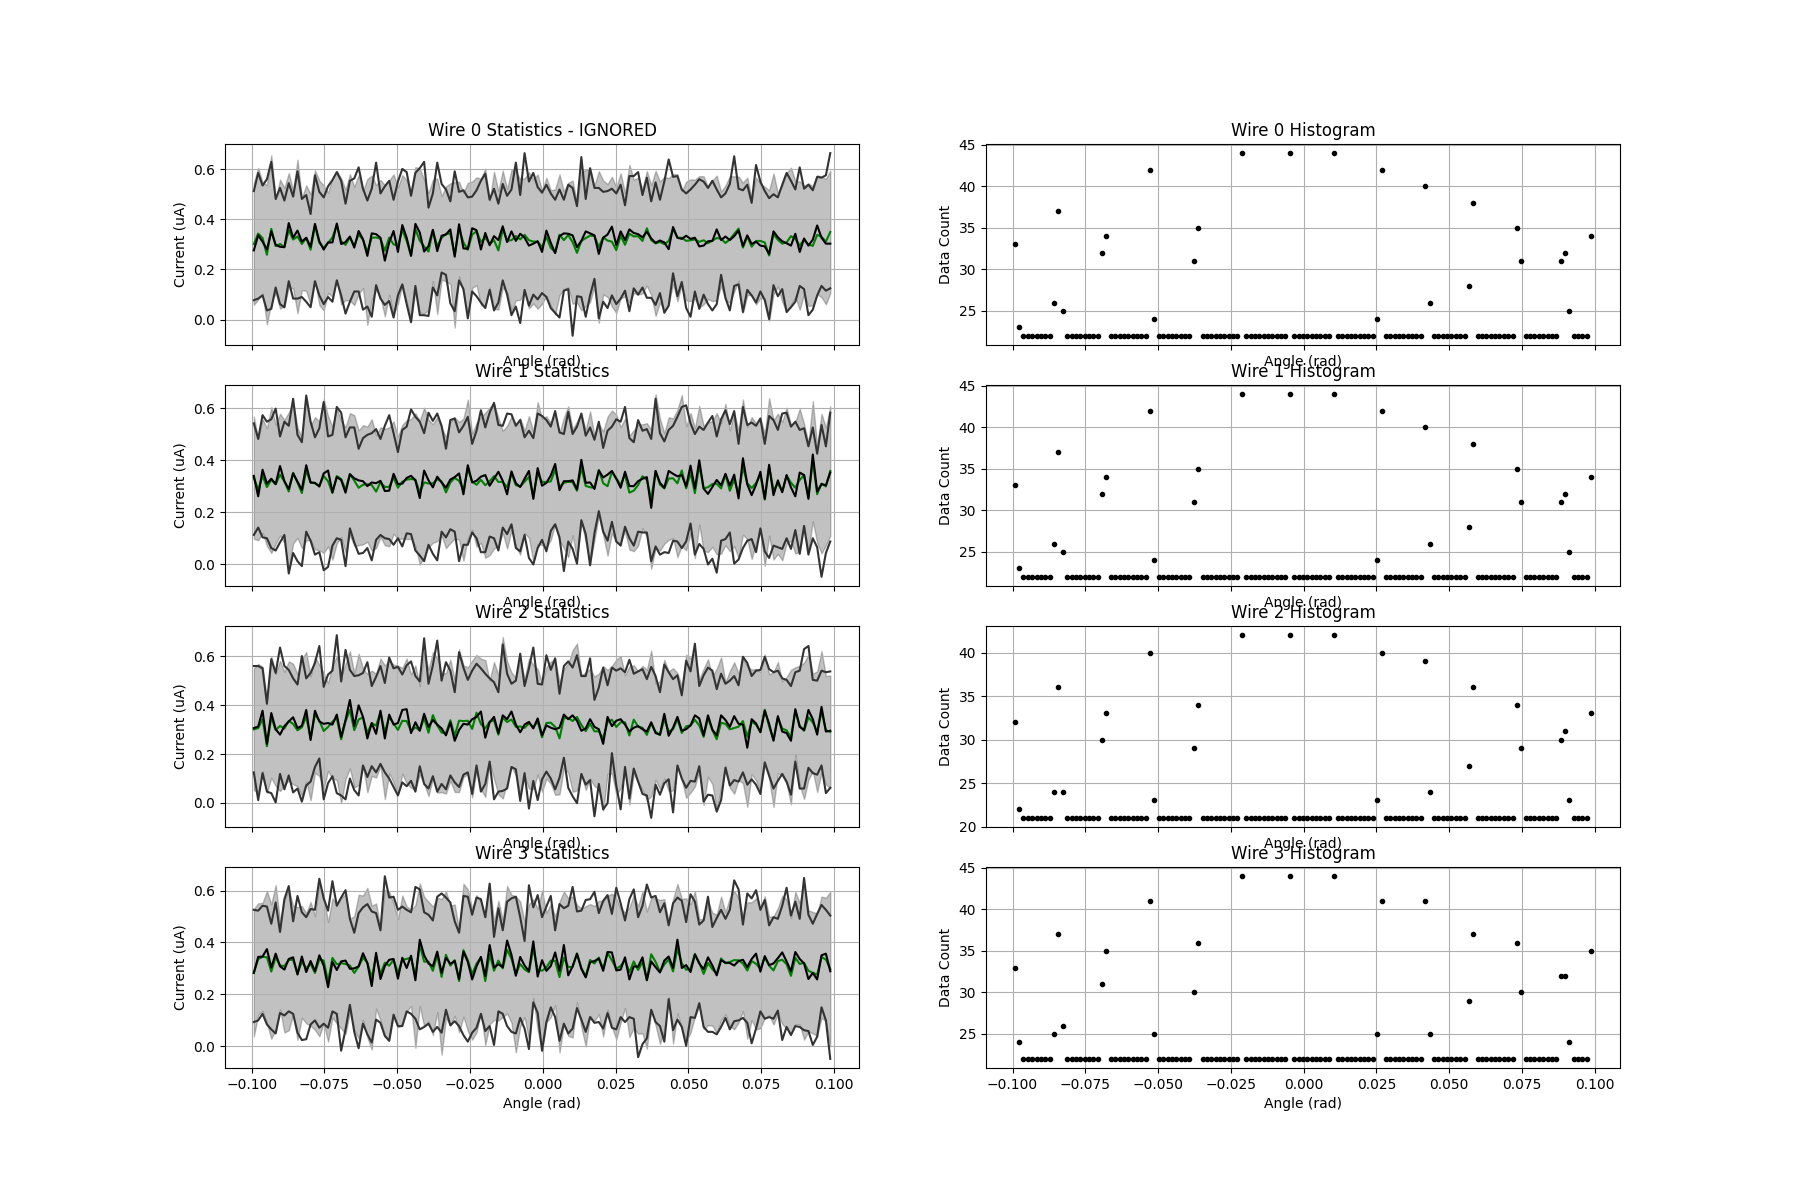 Wire 0 Statistics - IGNORED
Current (uA)
0.6
0.4
0.2
0.0
Angle (rad)
Wire 0 Histogram
Data Count
45
40
35
30
25
Angle (rad)
Wire 1 Statistics
Current (uA)
0.6
0.4
0.2
0.0
Angle (rad)
Wire 1 Histogram
Data Count
45
40
35
30
25
Angle (rad)
Wire 2 Statistics
Current (uA)
0.6
0.4
0.2
0.0
Angle (rad)
Wire 2 Histogram
Data Count
40
35
30
25
20
Angle (rad)
Wire 3 Statistics
Current (uA)
0.6
0.4
0.2
0.0
−0.100 −0.075 −0.050 −0.025 0.000 0.025 0.050 0.075 0.100
Angle (rad)
Wire 3 Histogram
Data Count
45
40
35
30
25
−0.100 −0.075 −0.050 −0.025 0.000 0.025 0.050 0.075 0.100
Angle (rad)